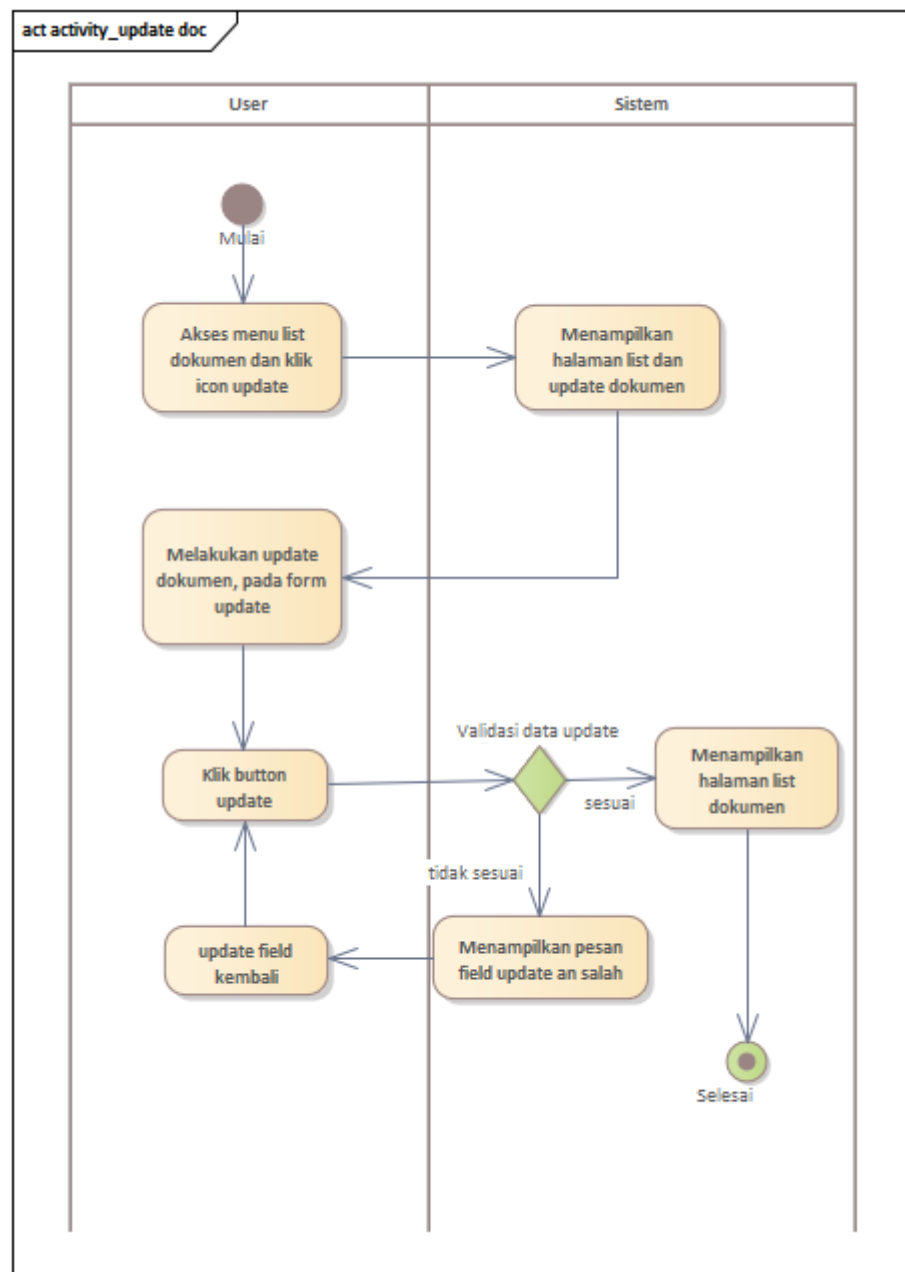 act activity_update doc
User
Sistem
Mulai
Akses menu list
dokumen dan klik
icon update
Menampilkan
halaman list dan
update dokumen
Melakukan update
dokumen, pada form
update
Klik button
update
Validasi data update
sesuai
Menampilkan
halaman list
dokumen
tidak sesuai
update field
kembali
Menampilkan pesan
field update an salah
Selesai